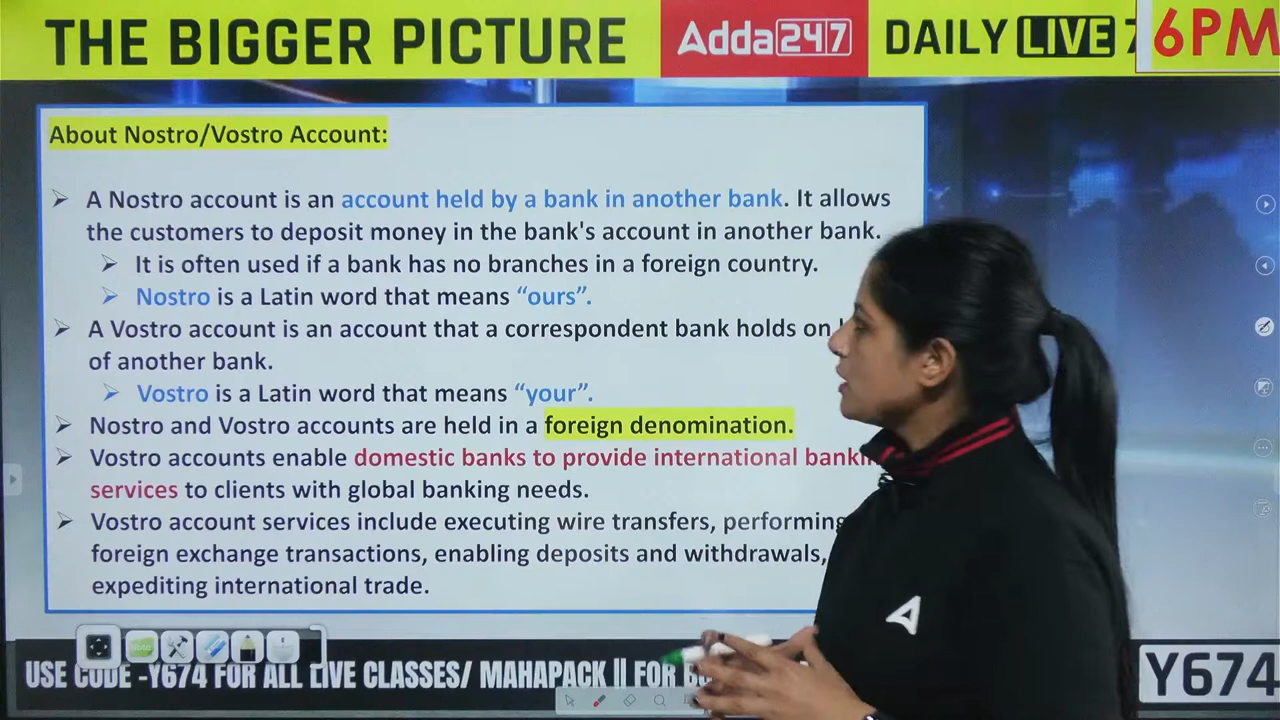 THE BIGGER PICTURE
Adda247
DAILY LIVE 7
6PM
About Nostro/Vostro Account:
A Nostro account is an account held by a bank in another bank. It allows
the customers to deposit money in the bank's account in another bank.
It is often used if a bank has no branches in a foreign country.
Nostro is a Latin word that means “ours”.
A Vostro account is an account that a correspondent bank holds on
of another bank.
Vostro is a Latin word that means “your”.
Nostro and Vostro accounts are held in a foreign denomination.
Vostro accounts enable domestic banks to provide international
services to clients with global banking needs.
Vostro account services include executing wire transfers, performing
foreign exchange transactions, enabling deposits and withdrawals,
expediting international trade.
USE CODE -Y674 FOR ALL LIVE CLASSES/ MAHAPACK || FOR
Y674